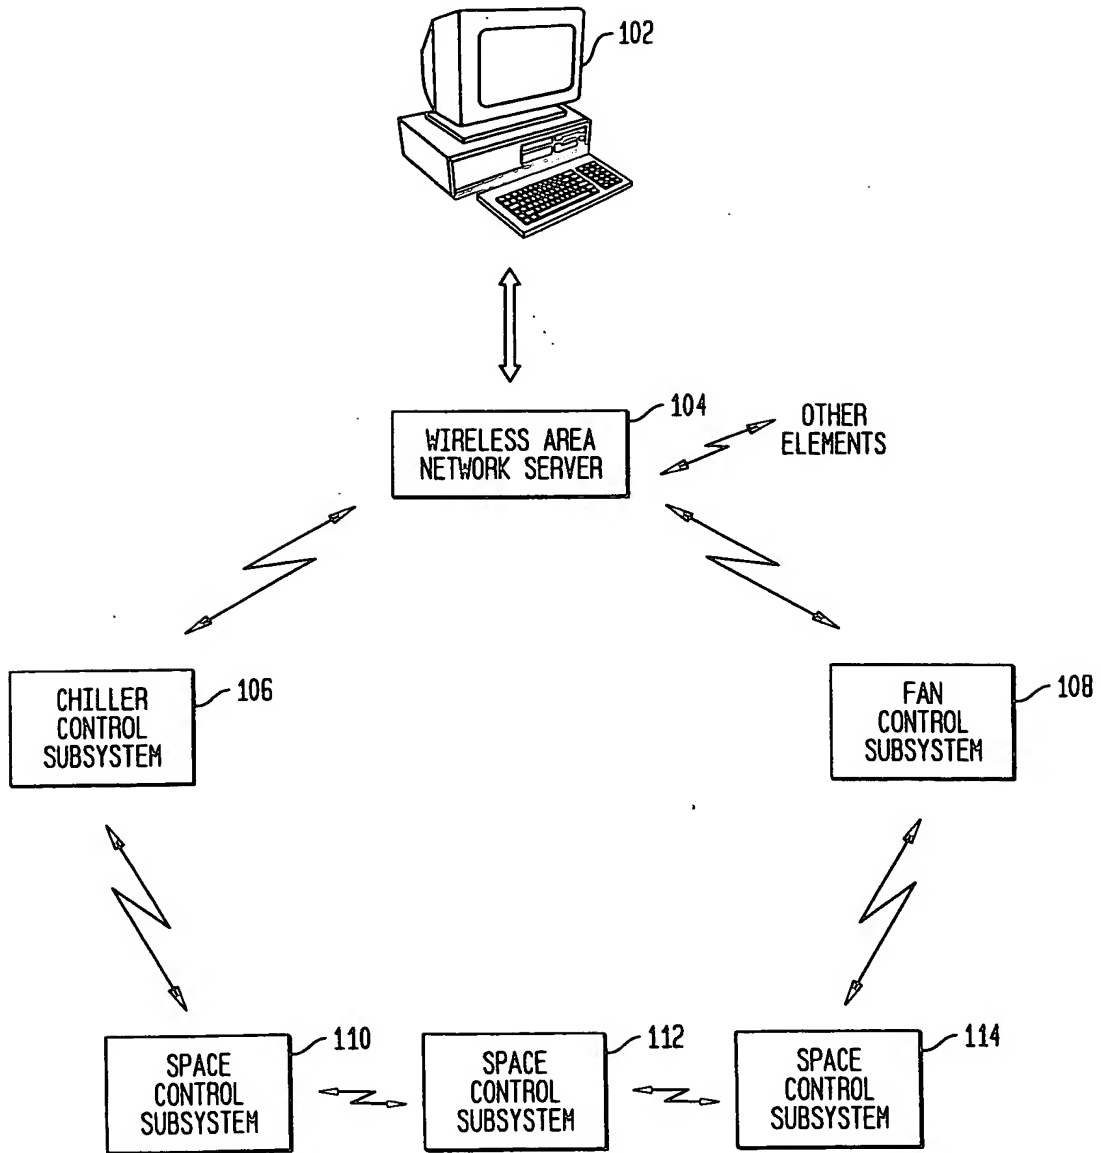 102
104
WIRELESS AREA
NETWORK SERVER
OTHER
ELEMENTS
106
CHILLER
CONTROL
SUBSYSTEM
108
FAN
CONTROL
SUBSYSTEM
110
SPACE
CONTROL
SUBSYSTEM
112
SPACE
CONTROL
SUBSYSTEM
114
SPACE
CONTROL
SUBSYSTEM